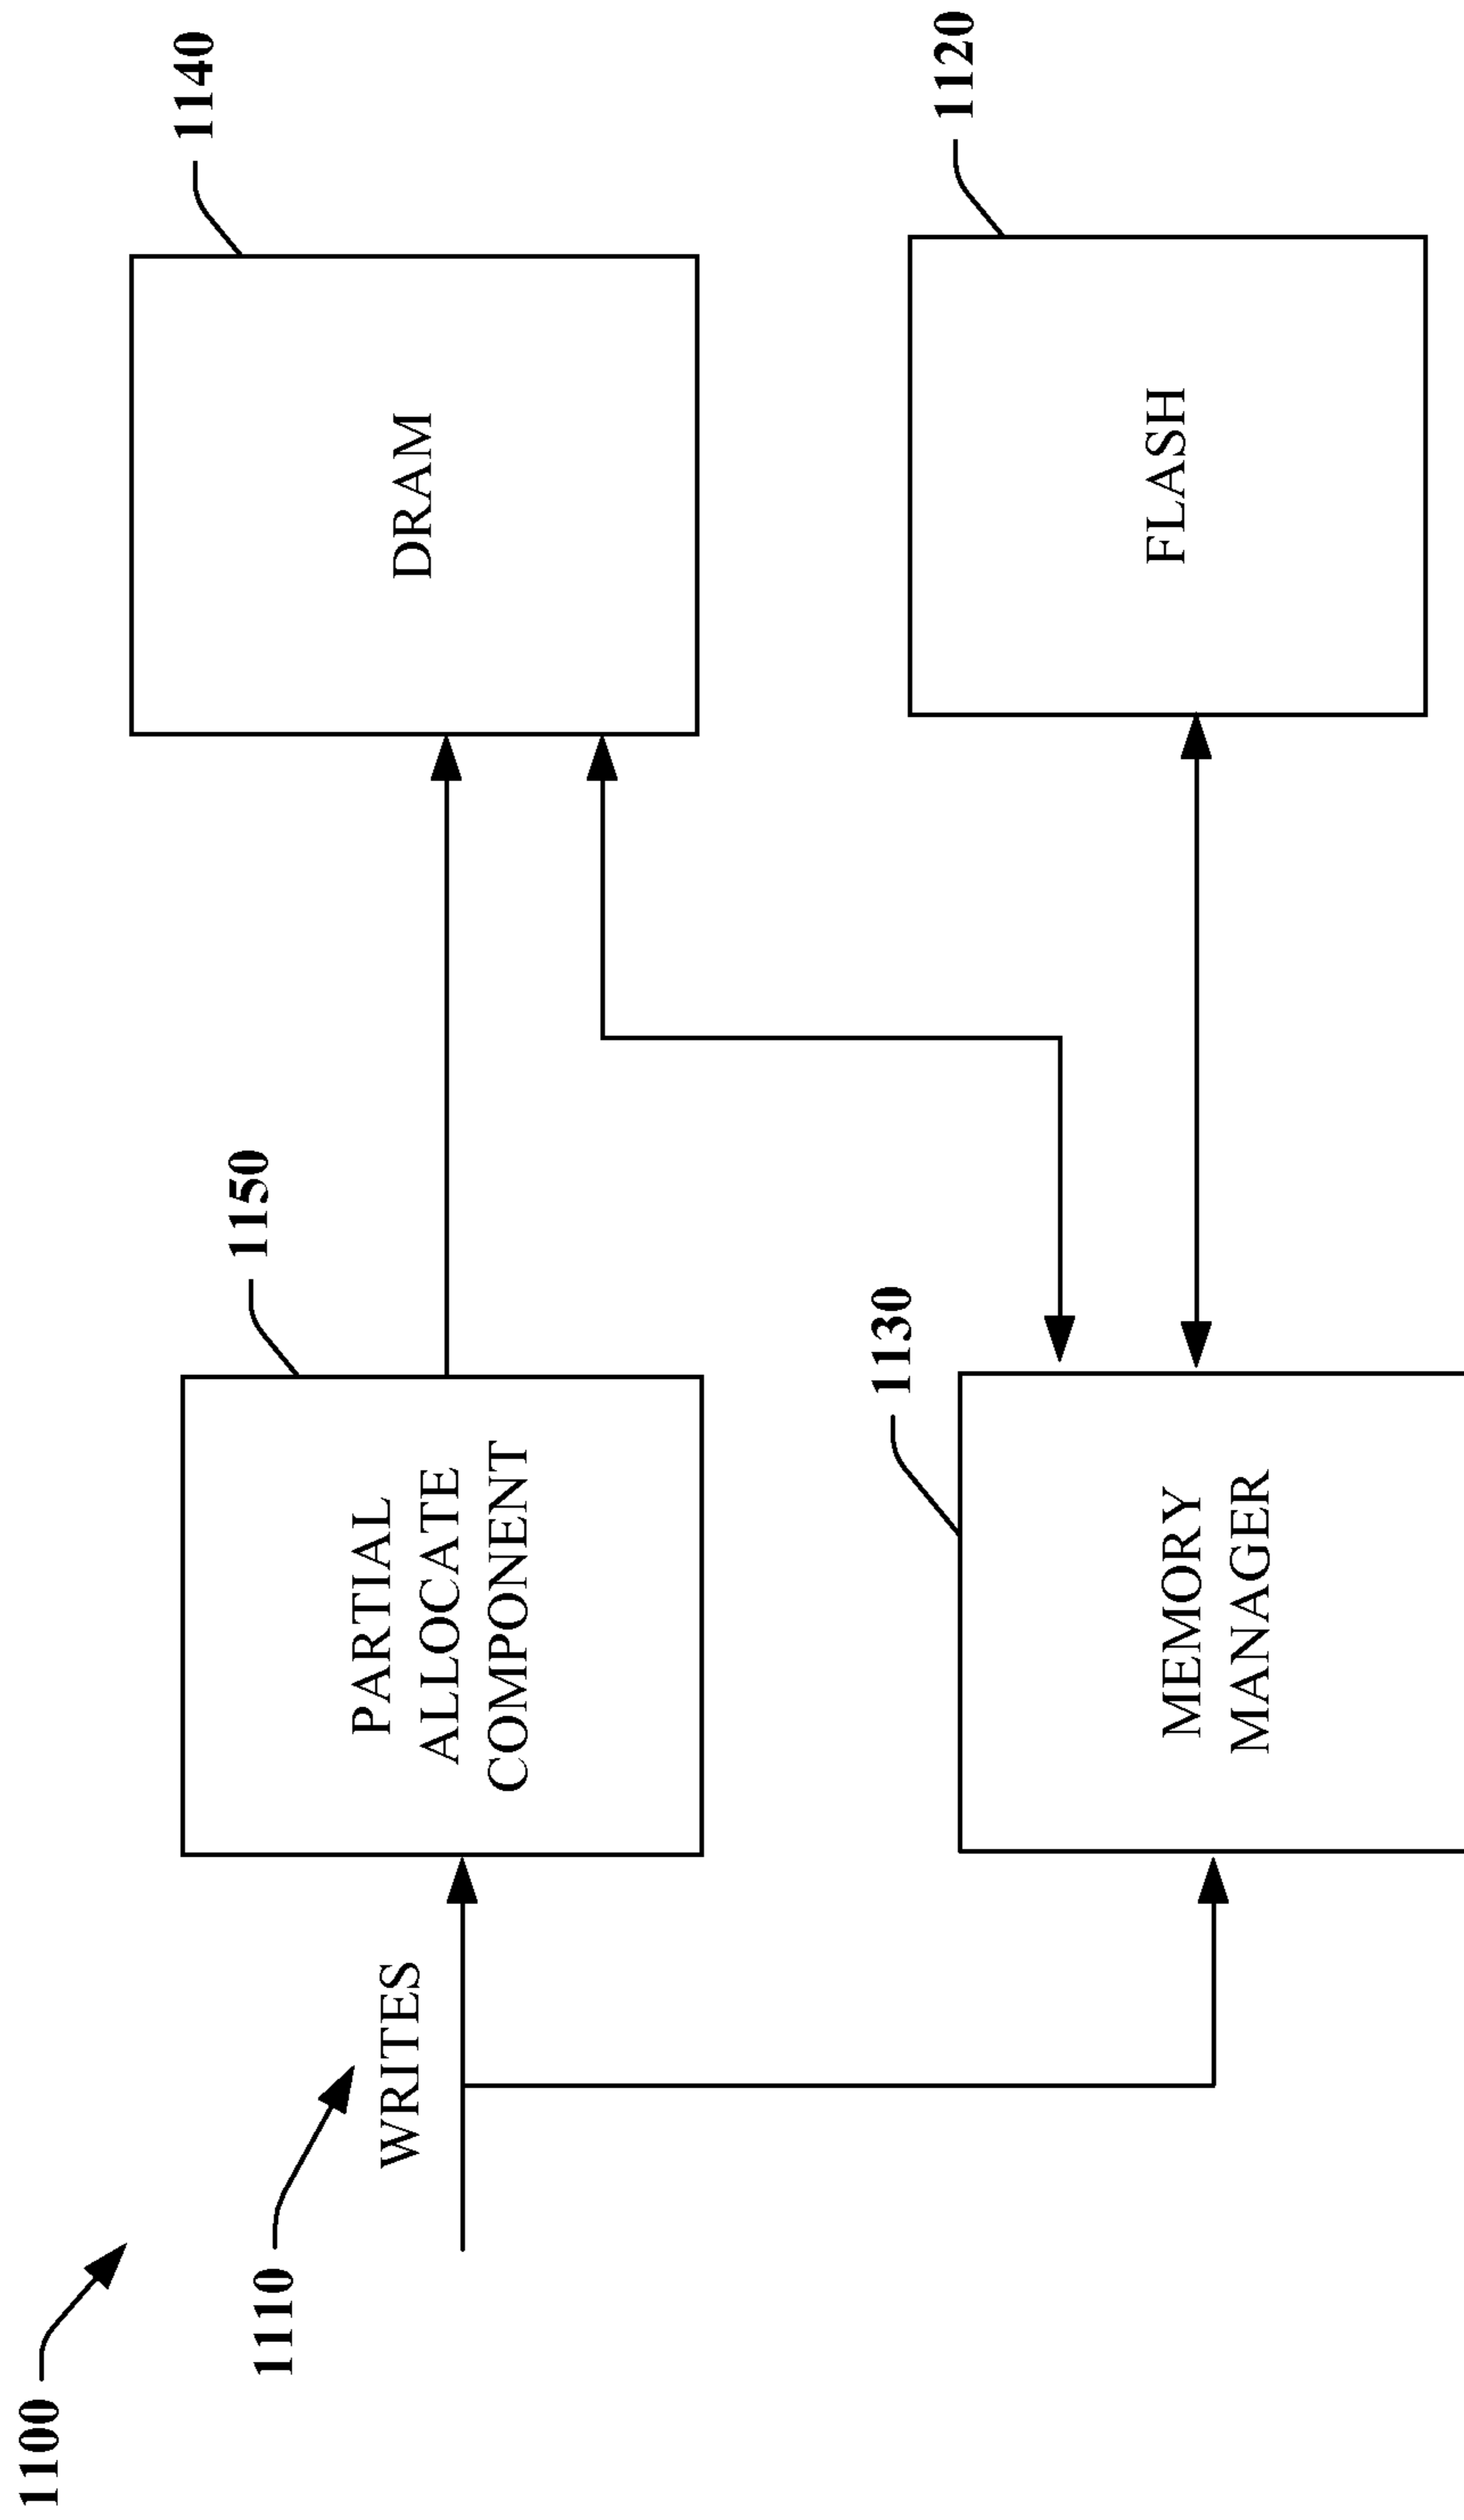 1100
1110
WRITES
1150
PARTIAL
ALLOCATE
COMPONENT
1140
DRAM
1130
MEMORY
MANAGER
1120
FLASH